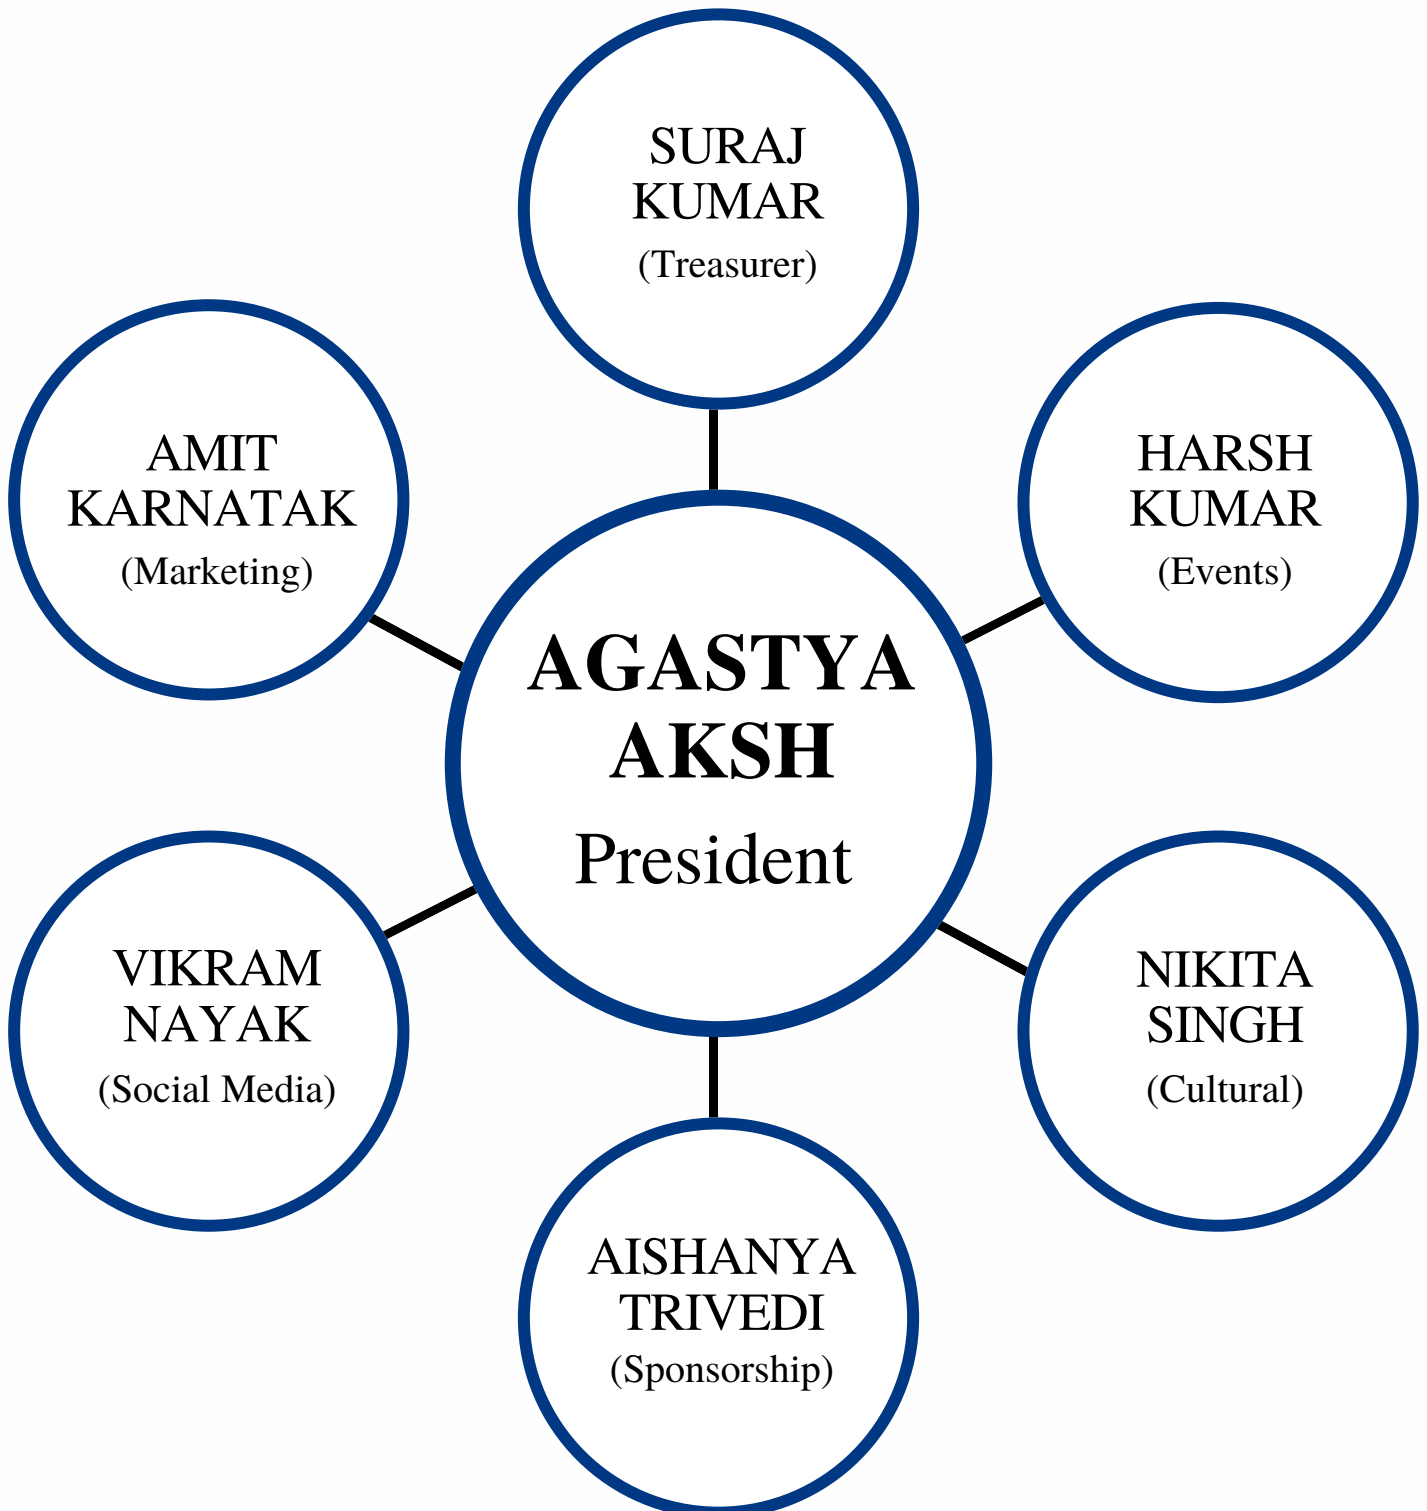 SURAJ
KUMAR
(Treasurer)
AMIT
KARNATAK
(Marketing)
HARSH
KUMAR
(Events)
AGASTYA
AKSH
President
VIKRAM
NAYAK
(Social Media)
NIKITA
SINGH
(Cultural)
AISHANYA
TRIVEDI
(Sponsorship)